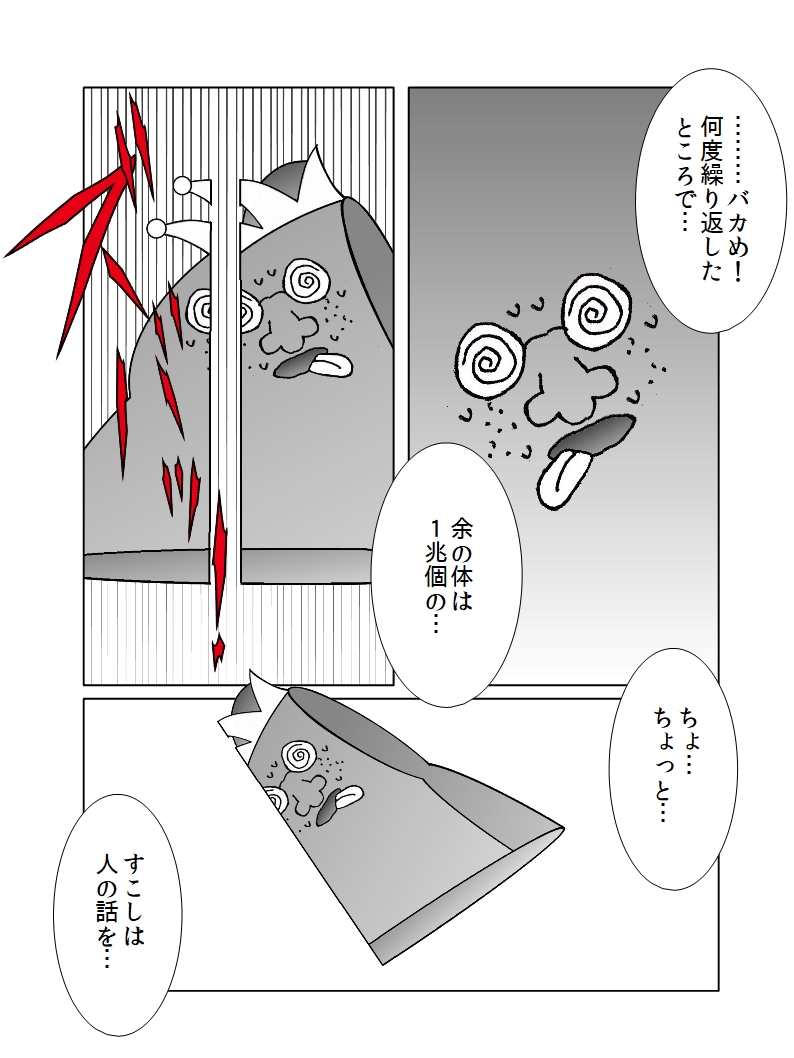 ………バカめ！
何度繰り返した
ところで…
余の体は
１兆個の…
ちょ…
ちょっと…
すこしは
人の話を…